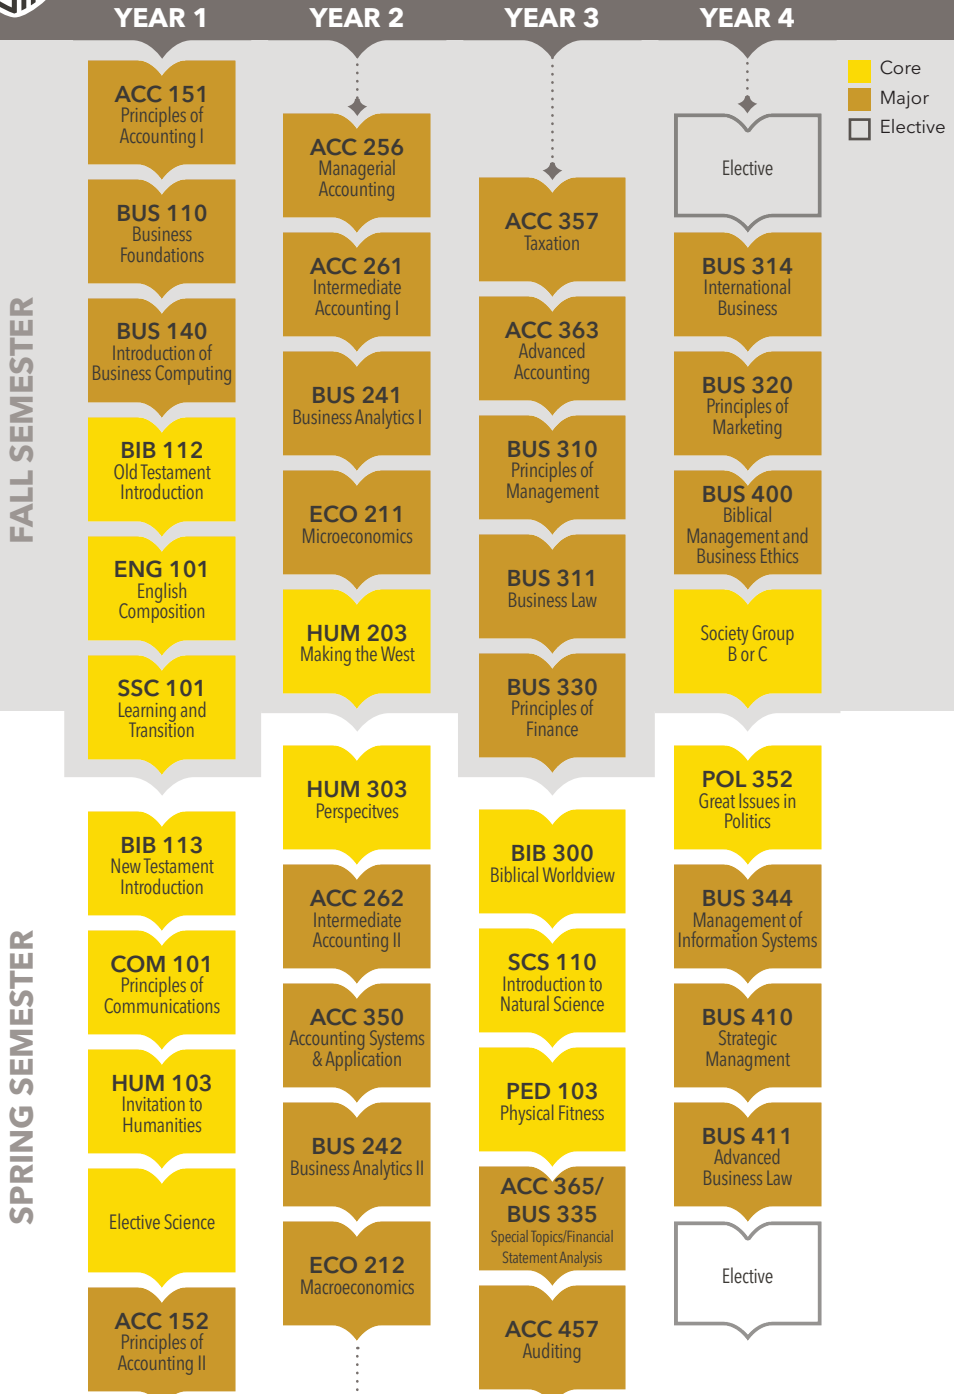 YEAR 1
YEAR 2
YEAR 3
YEAR 4
Core
Major
Elective
FALL SEMESTER
ACC 151
Principles of
Accounting I
BUS 110
Business
Foundations
BUS 140
Introduction of
Business Computing
BIB 112
Old Testament
Introduction
ENG 101
English
Composition
SSC 101
Learning and
Transition
ACC 256
Managerial
Accounting
ACC 261
Intermediate
Accounting I
BUS 241
Business Analytics I
ECO 211
Microeconomics
HUM 203
Making the West
ACC 357
Taxation
ACC 363
Advanced
Accounting
BUS 310
Principles of
Management
BUS 311
Business Law
BUS 330
Principles of
Finance
Elective
BUS 314
International
Business
BUS 320
Principles of
Marketing
BUS 400
Biblical
Management and
Business Ethics
Society Group
B or C
SPRING SEMESTER
BIB 113
New Testament
Introduction
COM 101
Principles of
Communications
HUM 103
Invitation to
Humanities
Elective Science
ACC 152
Principles of
Accounting II
HUM 303
Perspecitves
ACC 262
Intermediate
Accounting II
ACC 350
Accounting Systems
& Application
BUS 242
Business Analytics II
ECO 212
Macroeconomics
BIB 300
Biblical Worldview
SCS 110
Introduction to
Natural Science
PED 103
Physical Fitness
ACC 365/
BUS 335
Special Topics/Financial
Statement Analysis
ACC 457
Auditing
POL 352
Great Issues in
Politics
BUS 344
Management of
Information Systems
BUS 410
Strategic
Managment
BUS 411
Advanced
Business Law
Elective